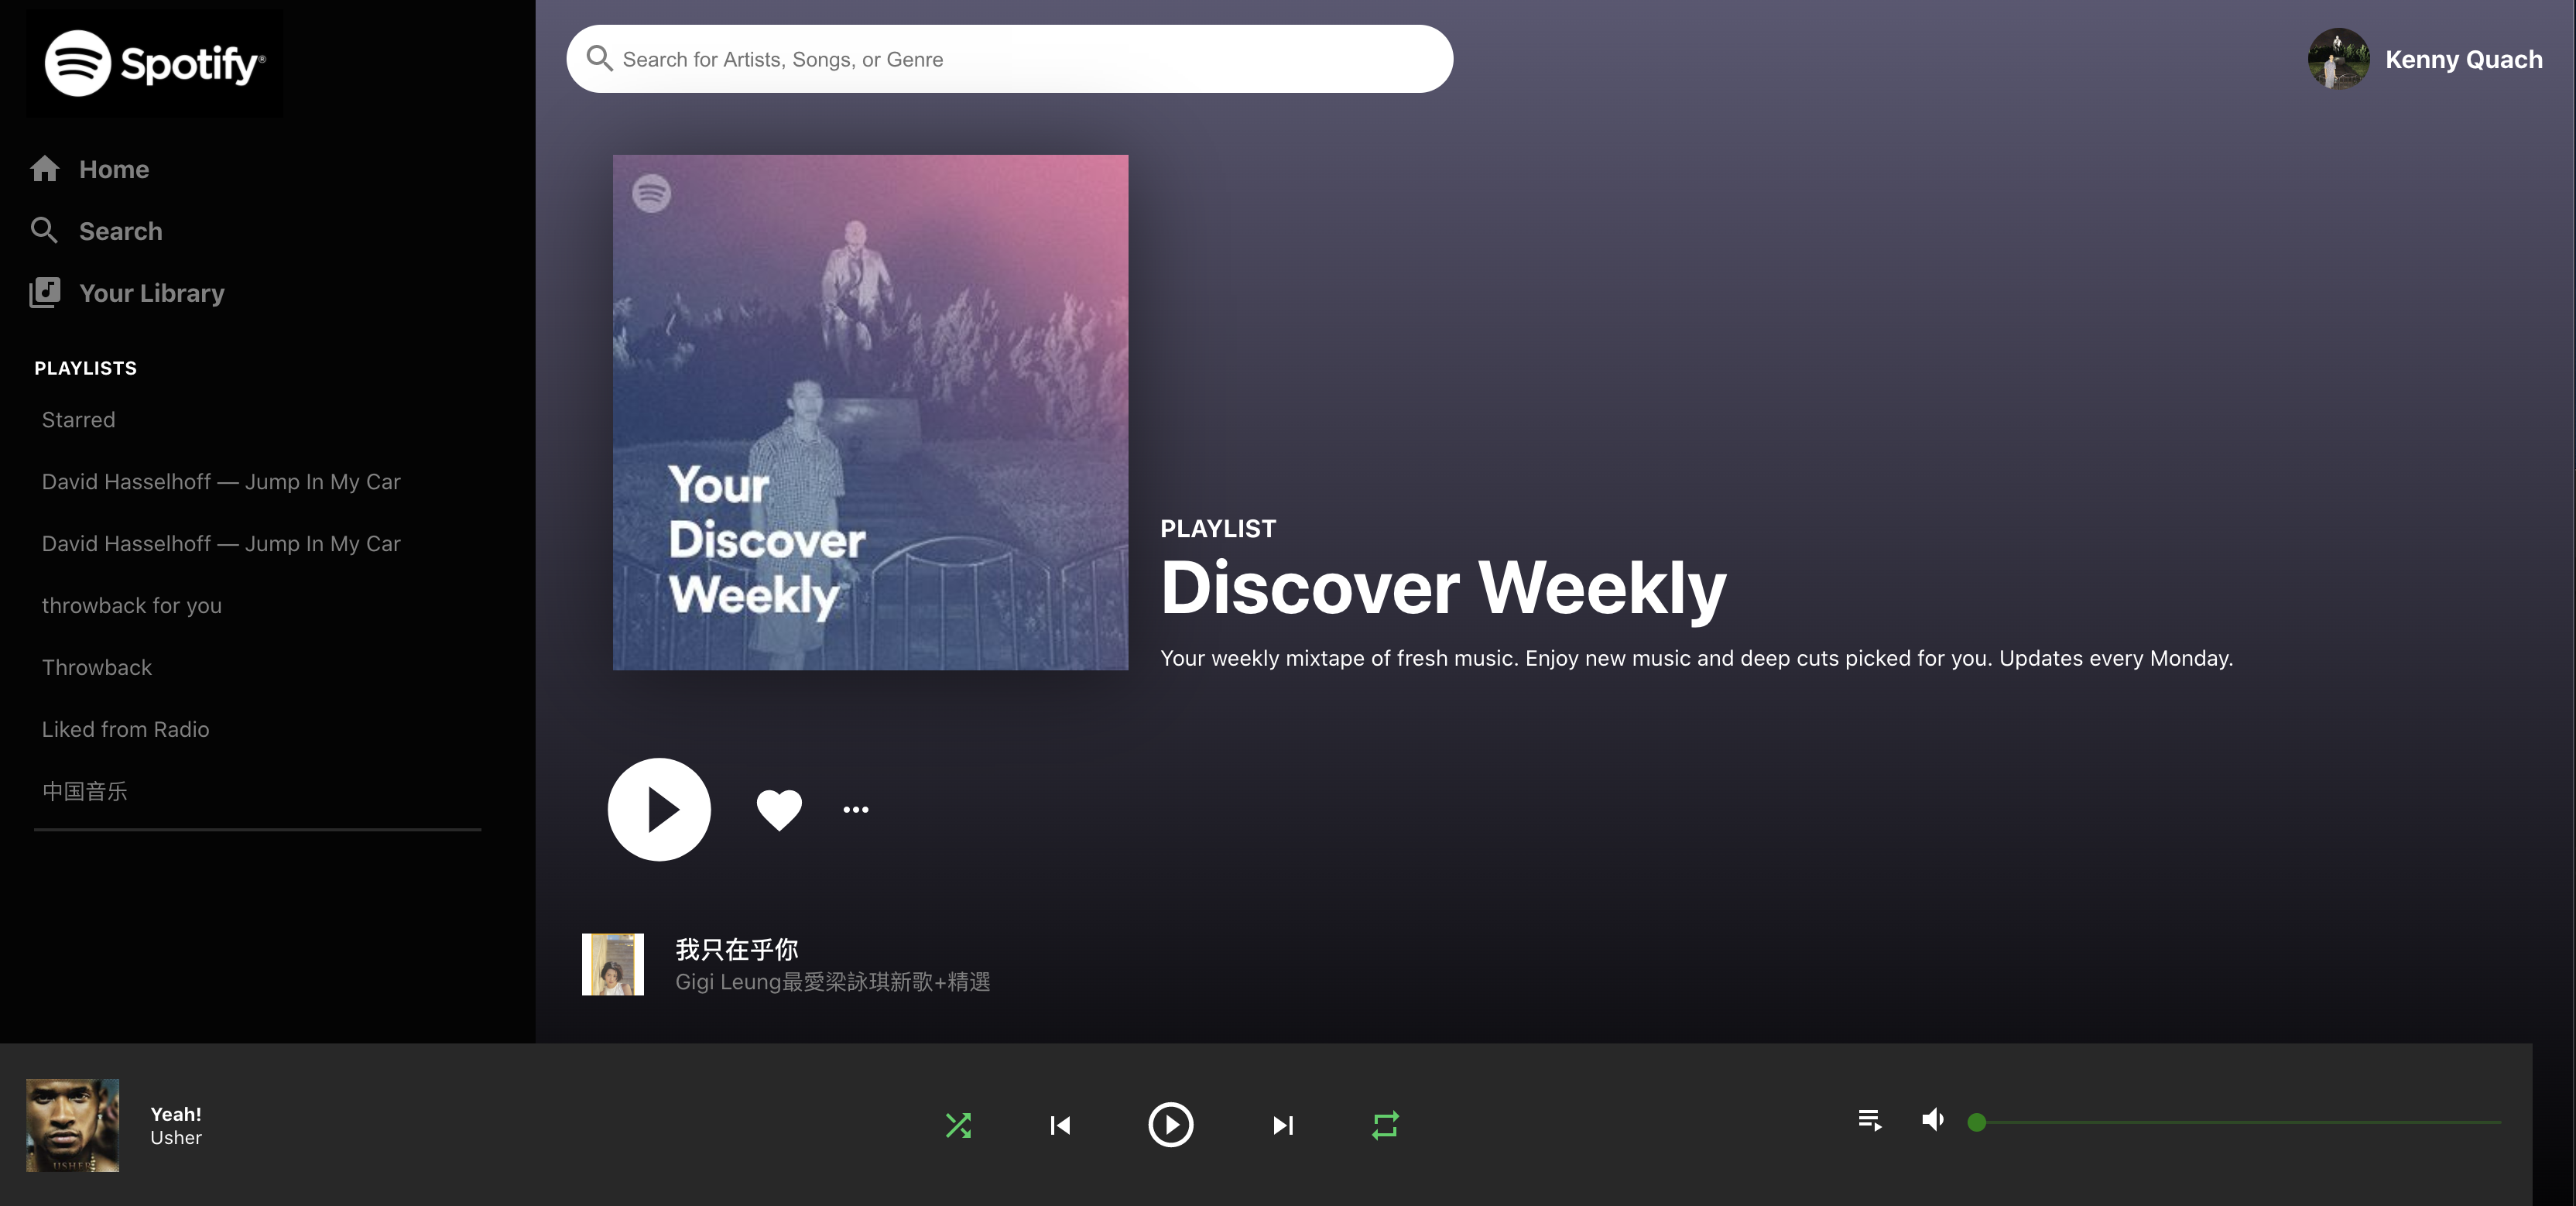 Spotify®
Home
Search
Your Library
PLAYLISTS
Starred
David Hasselhoff — Jump In My Car
David Hasselhoff — Jump In My Car
throwback for you
Throwback
Liked from Radio
中国音乐
Search for Artists, Songs, or Genre
Kenny Quach
Your
Discover
Weekly
PLAYLIST
Discover Weekly
Your weekly mixtape of fresh music. Enjoy new music and deep cuts picked for you. Updates every Monday.
我只在乎你
Gigi Leung最愛梁詠琪新歌+精選
USHER
Yeah!
Usher